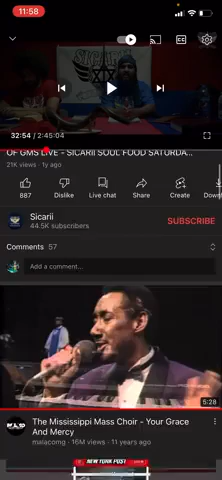 11:58
SICARII
32:54 / 2:45:04
OF GMS LIVE - SICARII SOUL FOOD SATURDA...
21K views · 1y ago
887
Dislike
Live chat
Share
Create
Down
Sicarii
44.5K subscribers
SUBSCRIBE
Comments 57
Add a comment...
5:28
The Mississippi Mass Choir - Your Grace
And Mercy
malacomg · 16M views · 11 years ago
NEW YORK POST